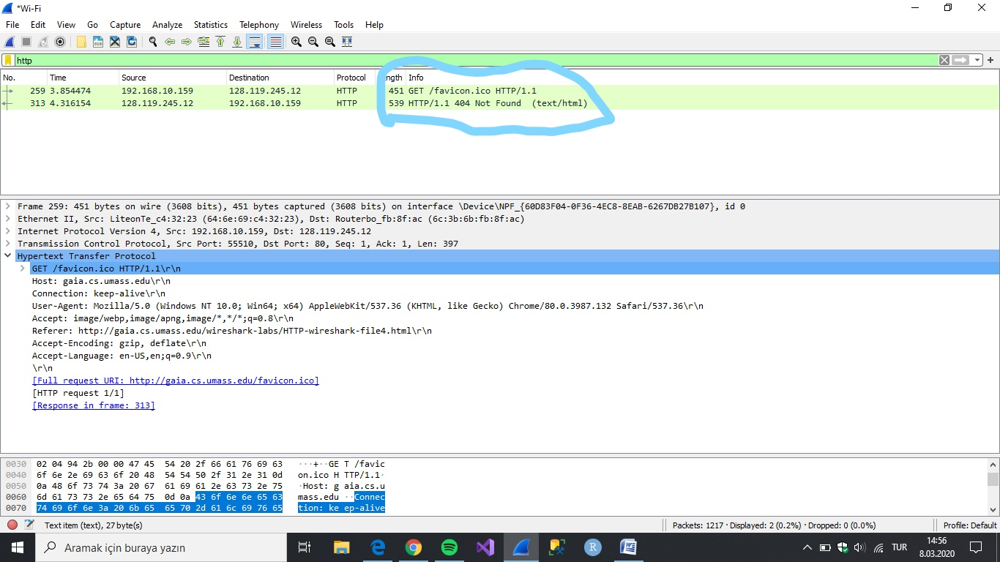 *Wi-Fi
File Edit View Go Capture Analyze Statistics Telephony Wireless Tools Help
http
No. Time Source Destination Protocol ngth Info
259 3.854474 192.168.10.159 128.119.245.12 HTTP 451 GET /favicon.ico HTTP/1.1
313 4.316154 128.119.245.12 192.168.10.159 HTTP 539 HTTP/1.1 404 Not Found (text/html)
Frame 259: 451 bytes on wire (3608 bits), 451 bytes captured (3608 bits) on interface \Device\NPF_{60D83F04-0F36-4EC8-8EAB-6267DB27B107}, id 0
Ethernet II, Src: LiteonTe_c4:32:23 (64:6e:69:c4:32:23), Dst: Routerbo_fb:8f:ac (6c:3b:6b:fb:8f:ac)
Internet Protocol Version 4, Src: 192.168.10.159, Dst: 128.119.245.12
Transmission Control Protocol, Src Port: 55510, Dst Port: 80, Seq: 1, Ack: 1, Len: 397
Hypertext Transfer Protocol
GET /favicon.ico HTTP/1.1\r\n
Host: gaia.cs.umass.edu\r\n
Connection: keep-alive\r\n
User-Agent: Mozilla/5.0 (Windows NT 10.0; Win64; x64) AppleWebKit/537.36 (KHTML, like Gecko) Chrome/80.0.3987.132 Safari/537.36\r\n
Accept: image/webp,image/apng,image/*,*/*;q=0.8\r\n
Referer: http://gaia.cs.umass.edu/wireshark-labs/HTTP-wireshark-file4.html\r\n
Accept-Encoding: gzip, deflate\r\n
Accept-Language: en-US,en;q=0.9\r\n
\r\n
[Full request URI: http://gaia.cs.umass.edu/favicon.ico]
[HTTP request 1/1]
[Response in frame: 313]
0030 02 04 94 2b 00 00 47 45 54 20 2f 66 61 76 69 63 ···+··GE T /favic
0040 6f 6e 2e 69 63 6f 20 48 54 54 50 2f 31 2e 31 0d on.ico H TTP/1.1·
0050 0a 48 6f 73 74 3a 20 67 61 69 61 2e 63 73 2e 75 ·Host: g aia.cs.u
0060 6d 61 73 73 2e 65 64 75 0d 0a 43 6f 6e 6e 65 63 mass.edu ··Connec
0070 74 69 6f 6e 3a 20 6b 65 65 70 2d 61 6c 69 76 65 tion: ke ep-alive
Text item (text), 27 byte(s) Packets: 1217 · Displayed: 2 (0.2%) · Dropped: 0 (0.0%) Profile: Default
Aramak için buraya yazın R TUR 14:56
8.03.2020